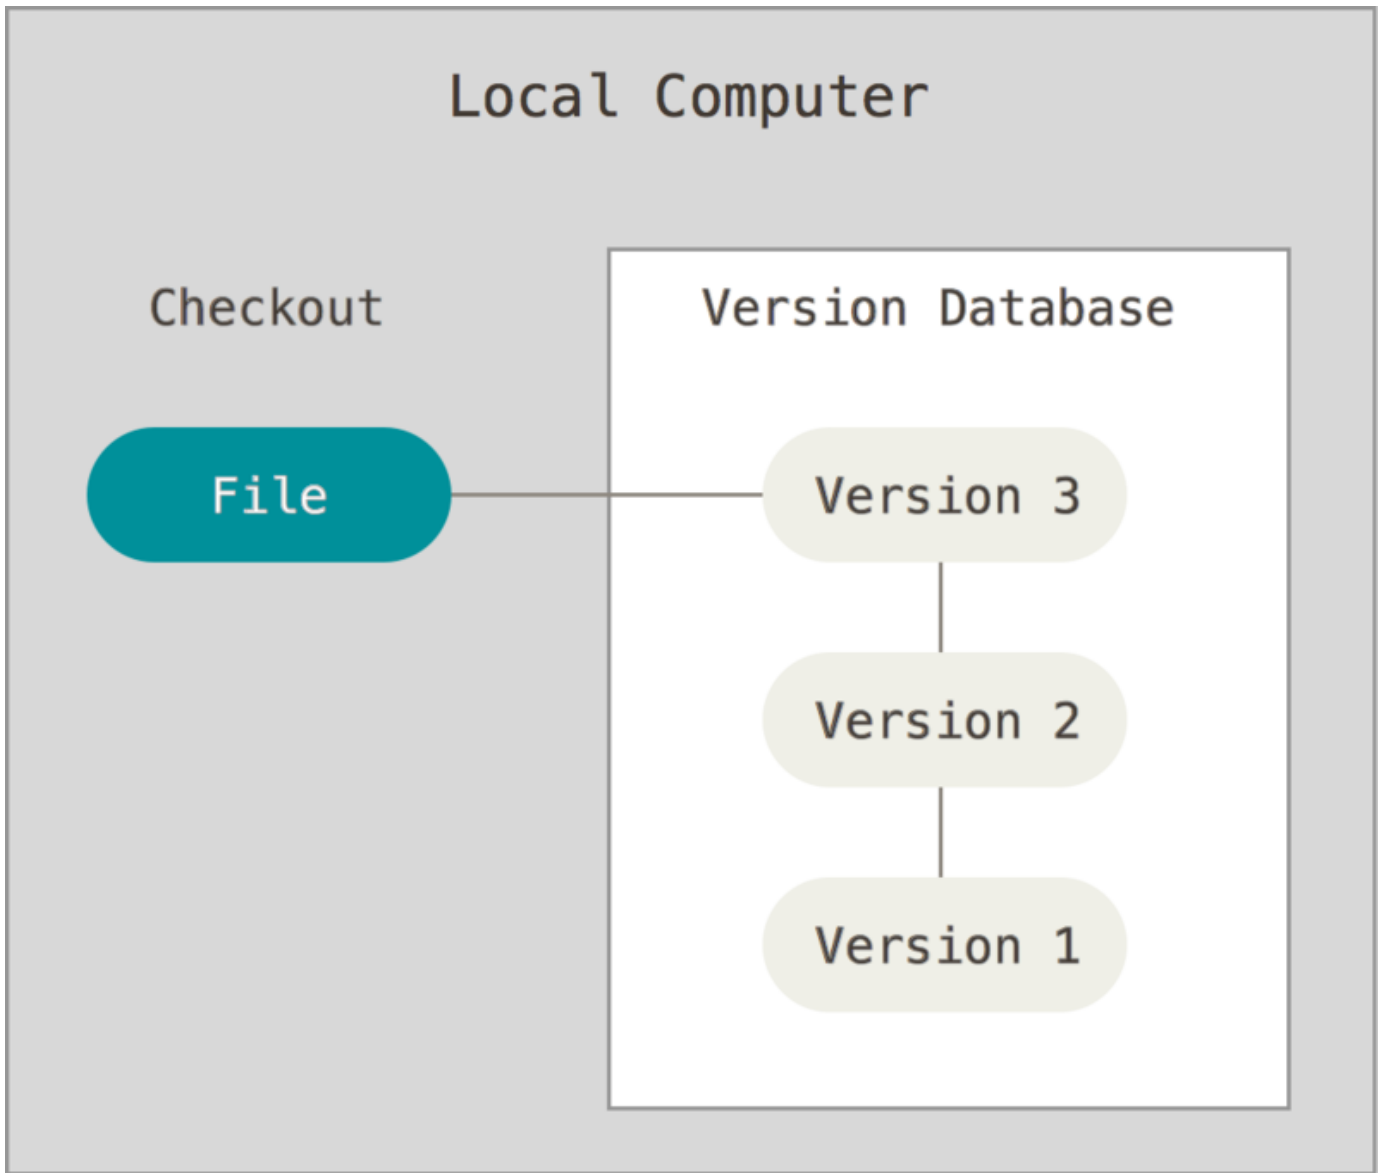 Local Computer
Checkout
Version Database
File
Version 3
Version 2
Version 1